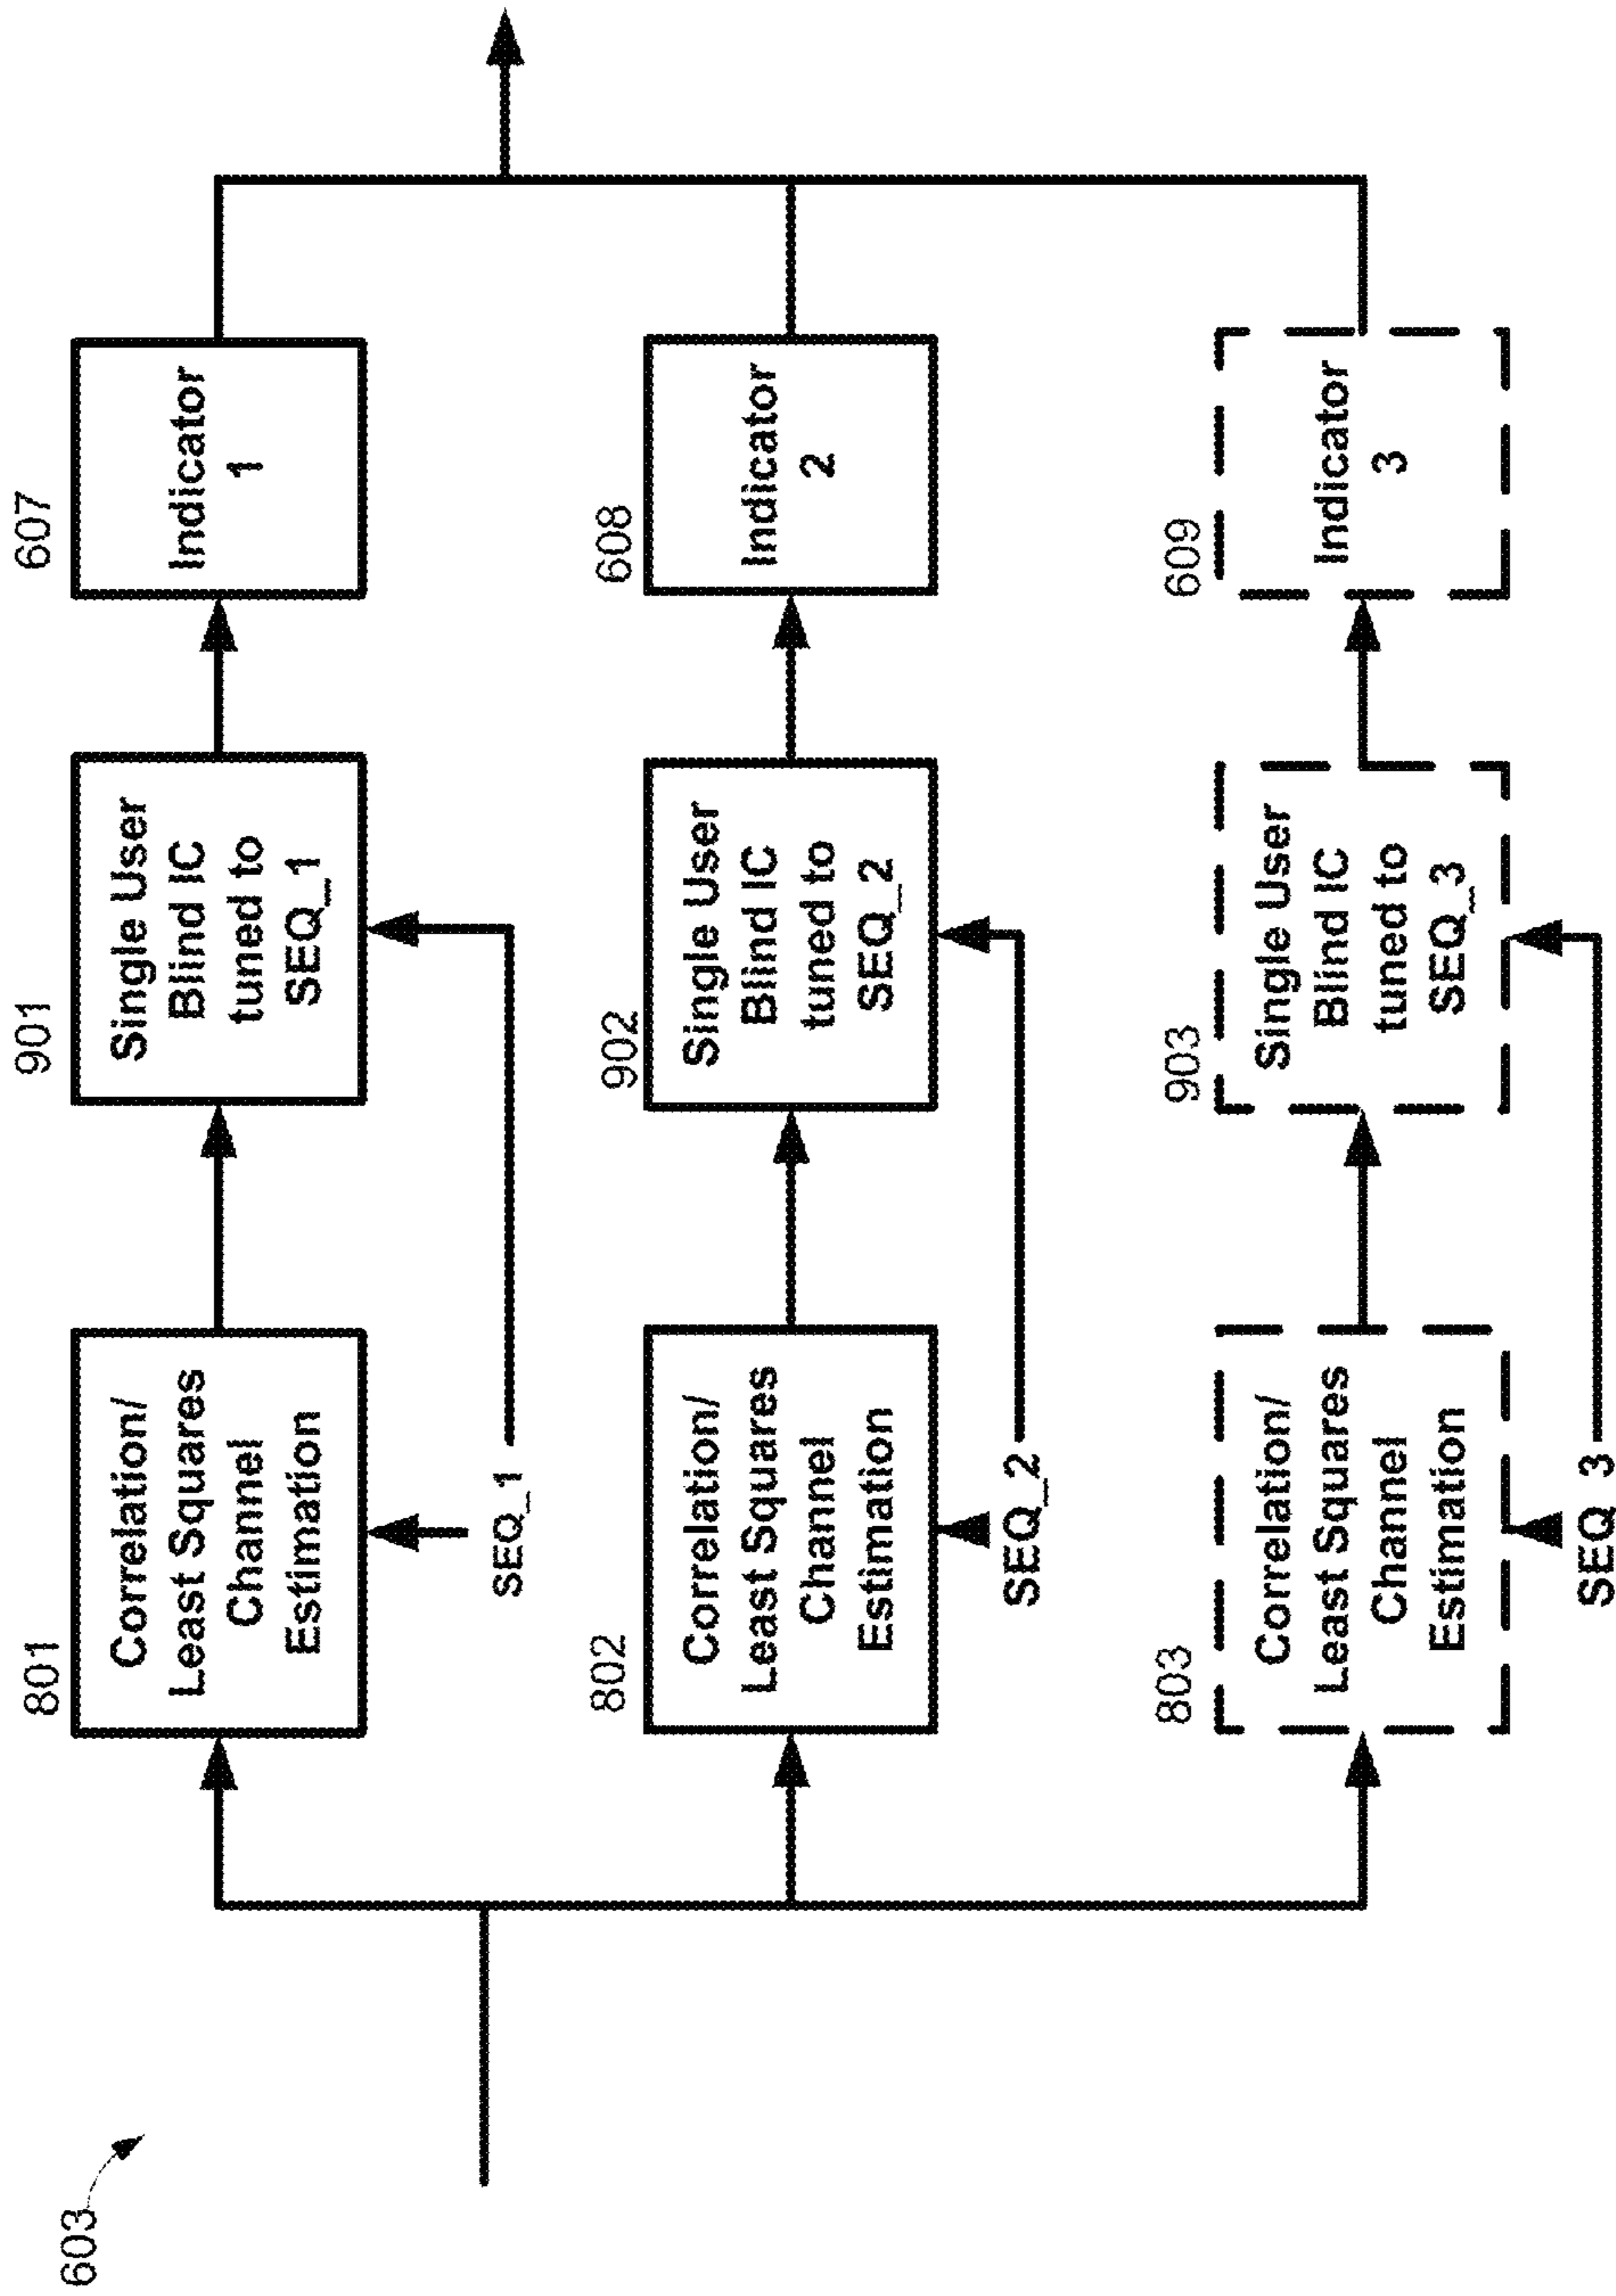 603
801
Correlation/
Least Squares
Channel
Estimation
901
Single User
Blind IC
tuned to
SEQ_1
607
Indicator
1
SEQ_1
802
Correlation/
Least Squares
Channel
Estimation
902
Single User
Blind IC
tuned to
SEQ_2
608
Indicator
2
SEQ_2
803
Correlation/
Least Squares
Channel
Estimation
903
Single User
Blind IC
tuned to
SEQ_3
609
Indicator
3
SEQ 3